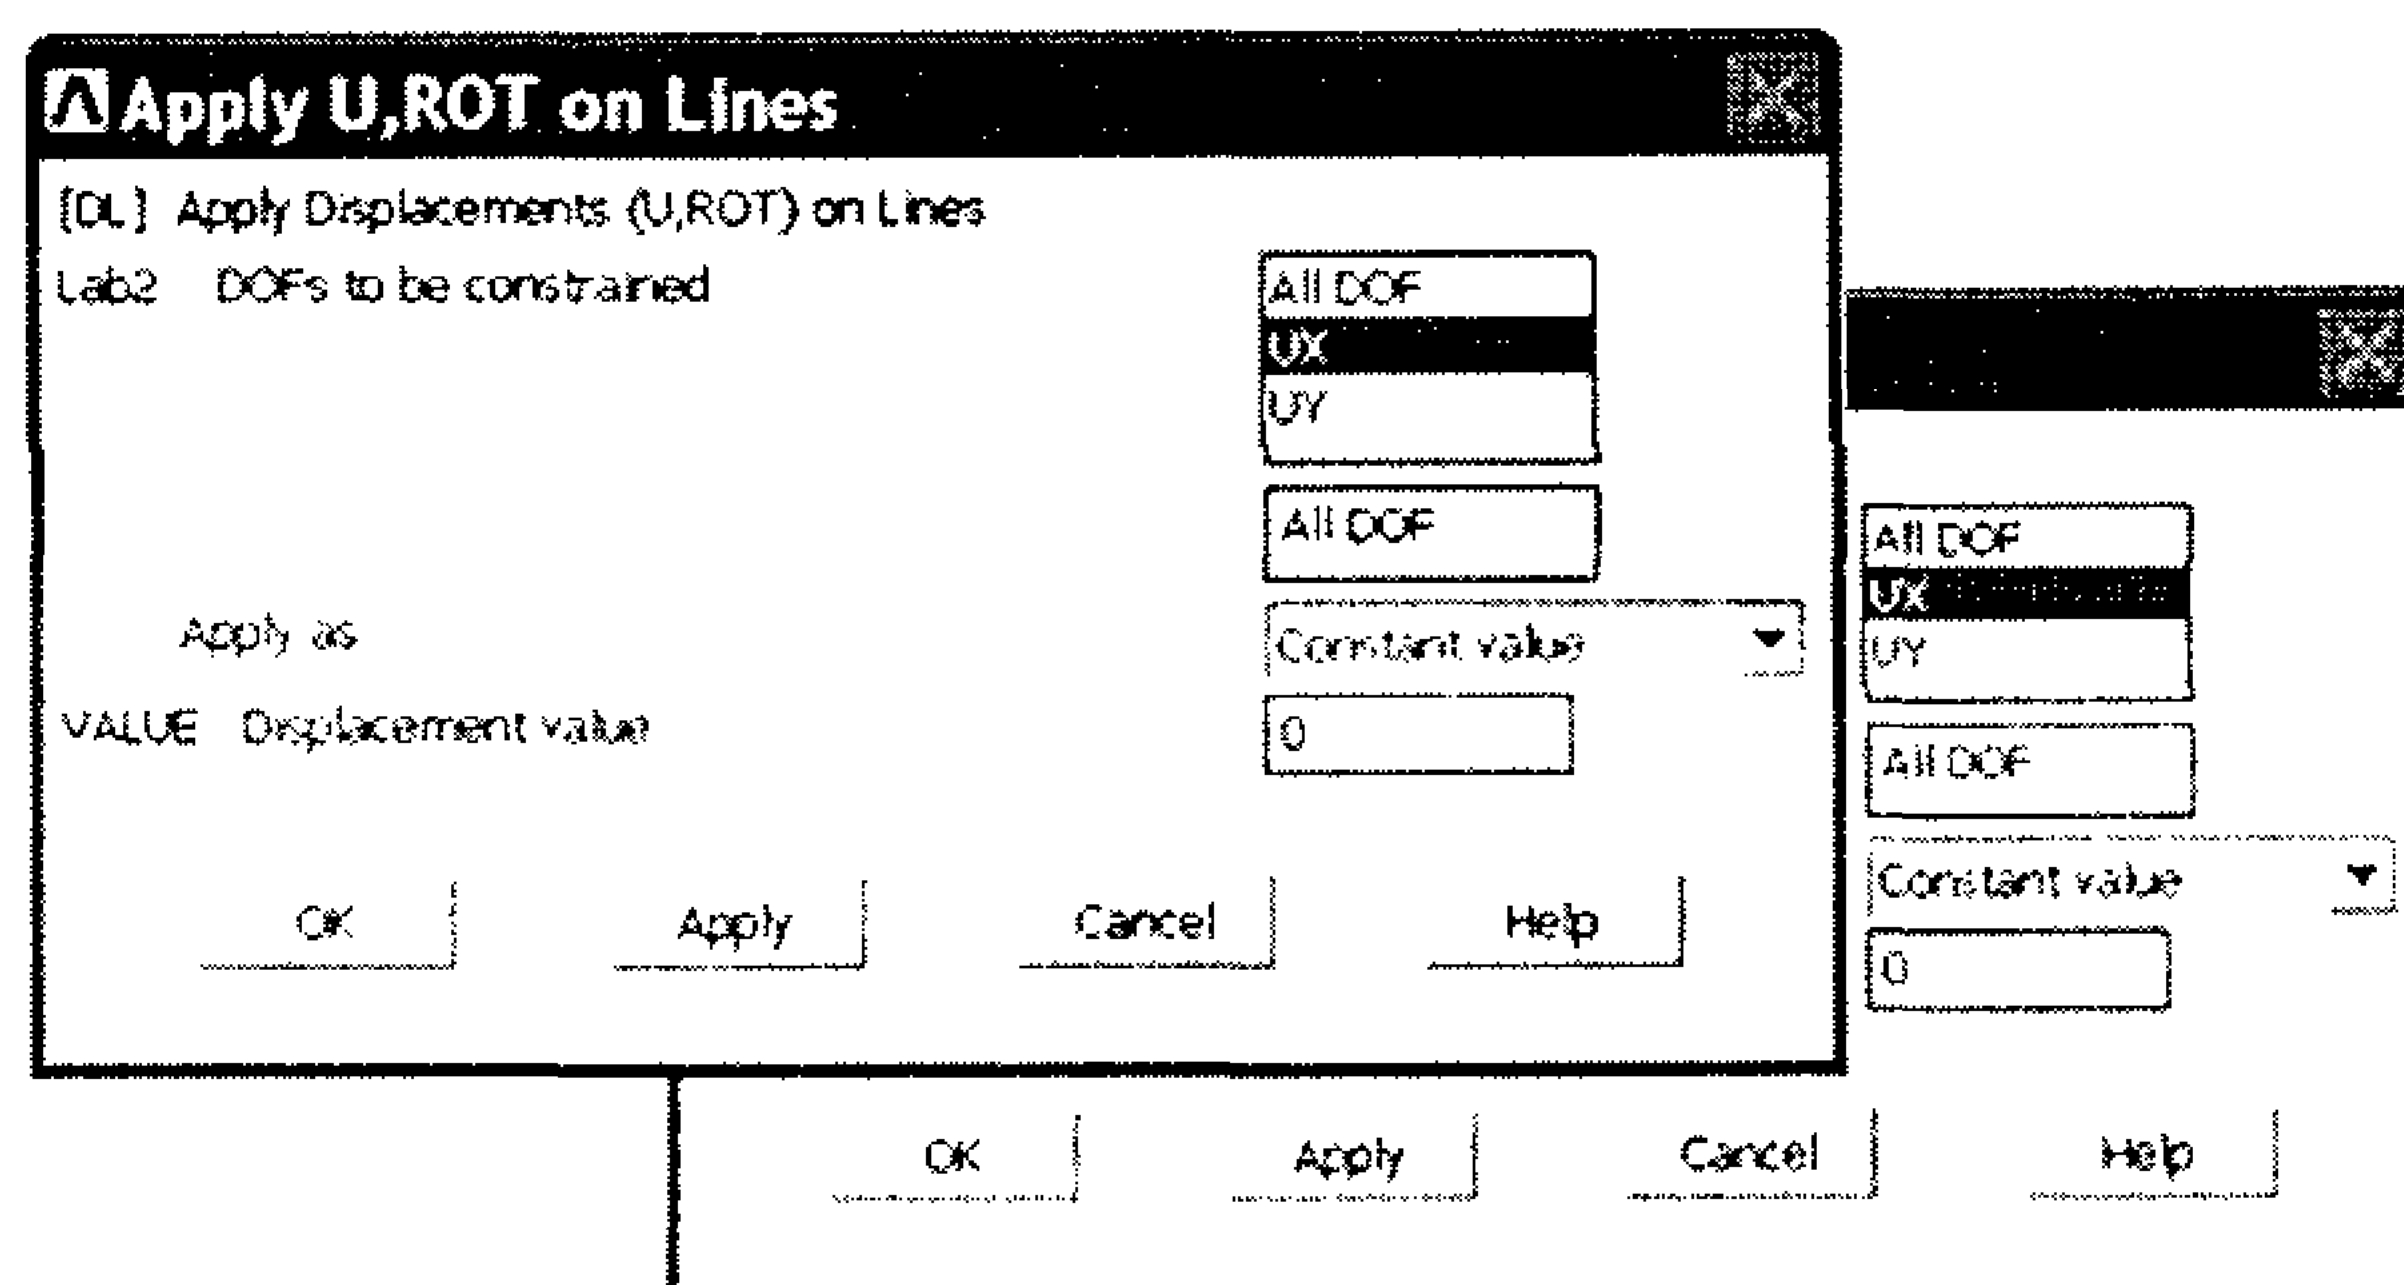 Apply U,ROT on Lines
[DL] Apply Displacements (U,ROT) on Lines
Lab2 DOFs to be constrained
All DOF
UX
UY
All DOF
Apply as
Constant value
VALUE Displacement value
0
OK Apply Cancel Help
All DOF
UX
UY
All DOF
Constant value
0
OK Apply Cancel Help